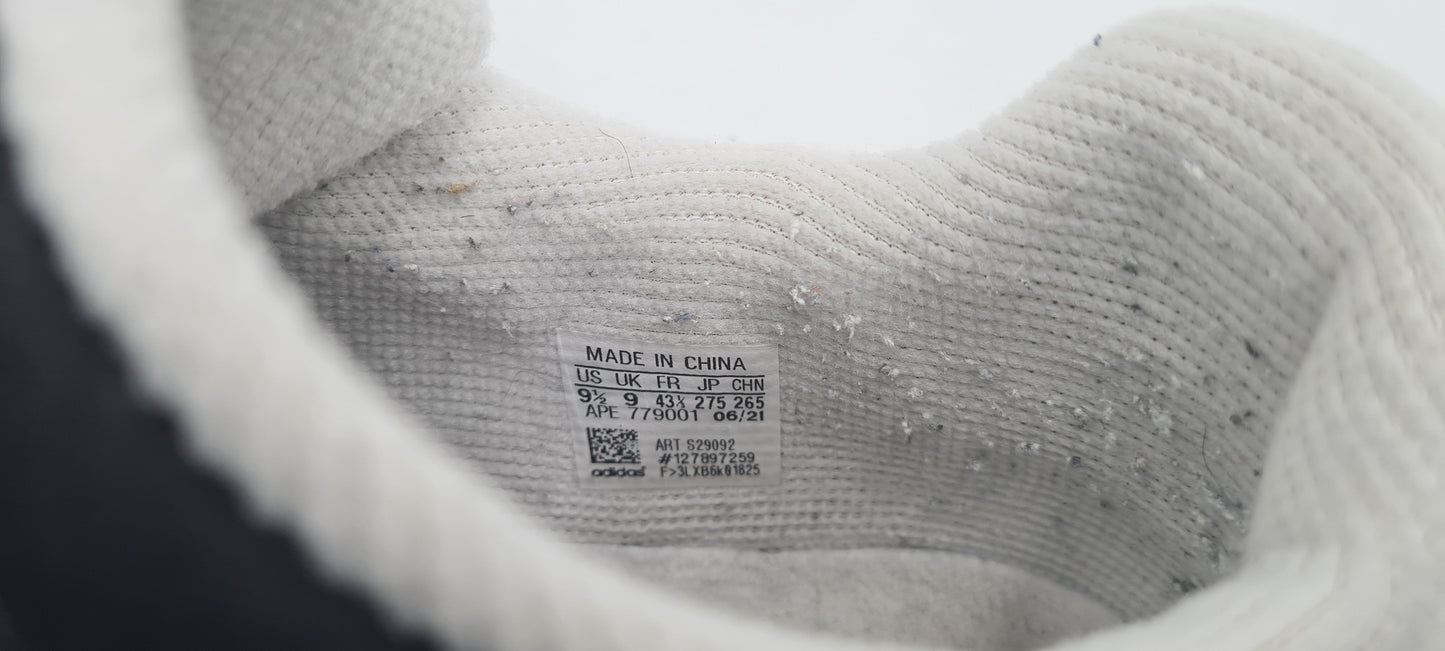 MADE IN CHINA
US UK FR JP CHN
9½ 9 43⅓ 275 265
APE 779001 06/21
ART S29092
#127897259
adidas F>3LXB6k01825